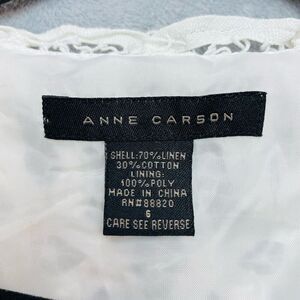 ANNE CARSON
SHELL:70%LINEN
30%COTTON
LINING:
100%POLY
MADE IN CHINA
RN#88820
6
CARE SEE REVERSE